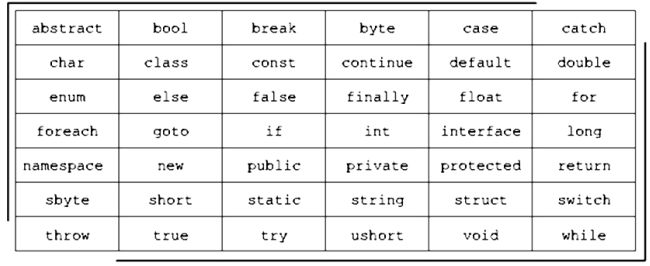 abstract bool break byte case catch
char class const continue default double
enum else false finally float for
foreach goto if int interface long
namespace new public private protected return
sbyte short static string struct switch
throw true try ushort void while